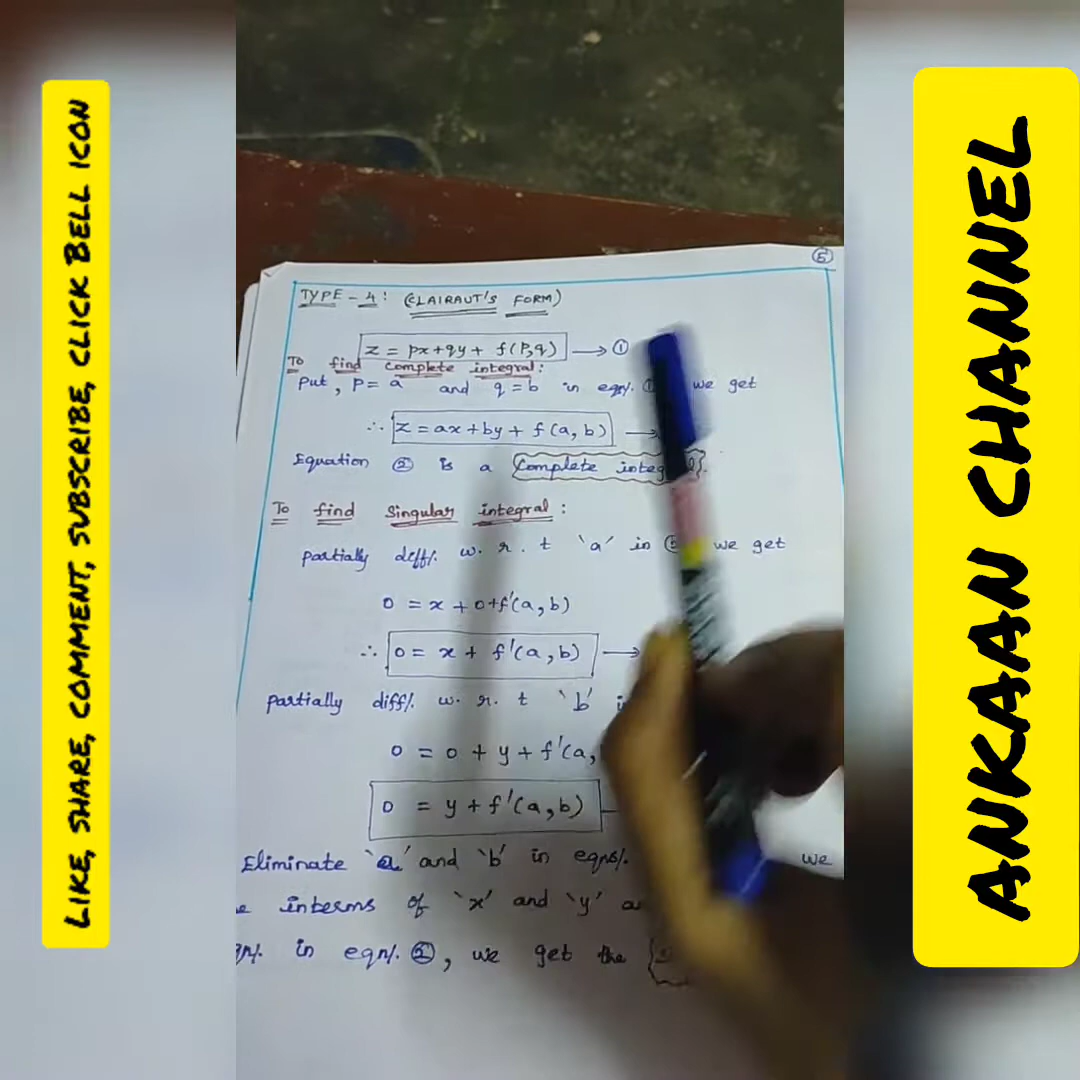 LIKE, SHARE, COMMENT, SUBSCRIBE, CLICK BELL ICON
5
TYPE - 4: (CLAIRAUT'S FORM)
z = px+qy+ f(p,q) → ①
To find complete integral:
Put, p= a and q = b in eqn/. we get
∴ z = ax+by+ f(a,b) →
Equation ② is a Complete
To find Singular integral:
partially diff/. w.r.t 'a' in we get
0 = x + 0+f'(a,b)
∴ 0 = x + f'(a,b) →
partially diff/. w.r.t 'b'
0 = 0 + y + f'(a,
0 = y + f'(a,b)
Eliminate 'a' and 'b' in eqns/. we
interms of 'x' and 'y'
in eqn/. ②, we get the
ANKAAN CHANNEL